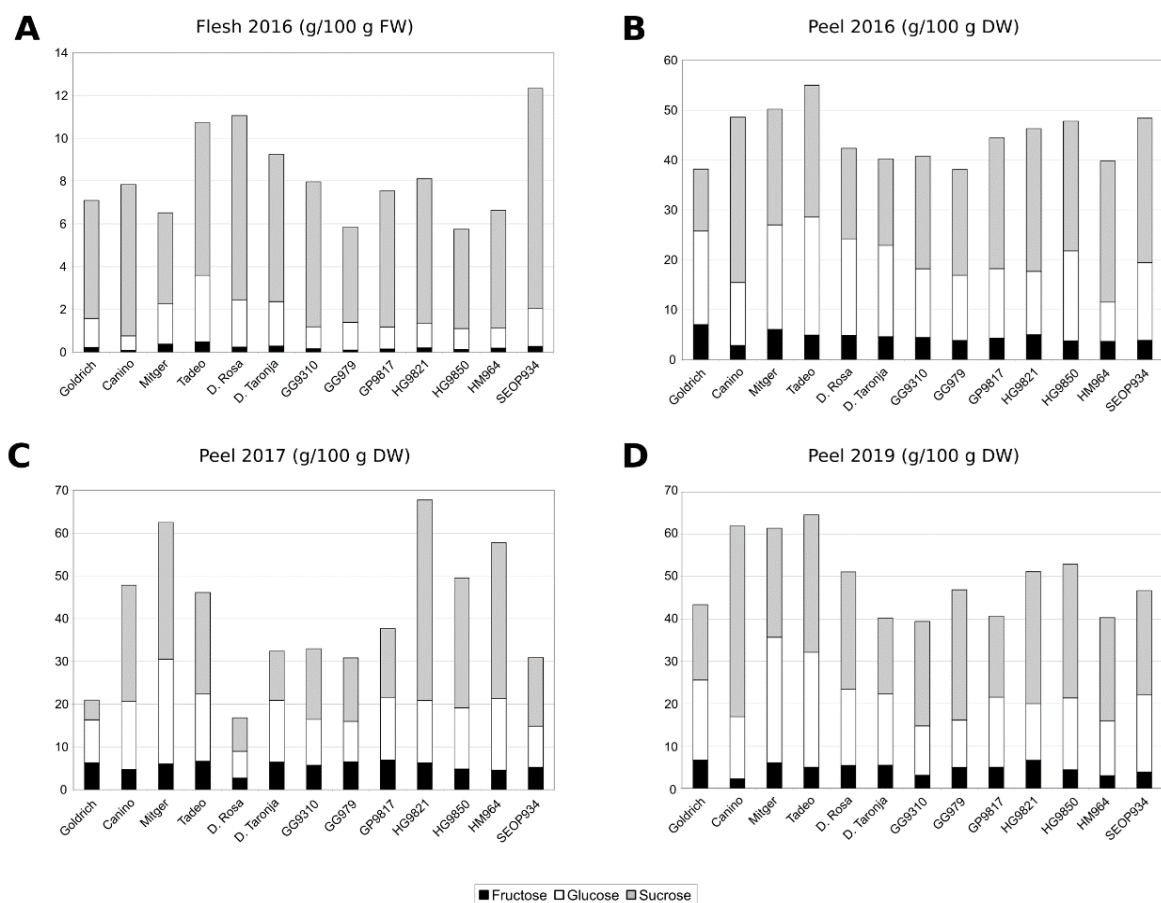 A
Flesh 2016 (g/100 g FW)
14
12
10
8
6
4
2
0
Goldrich
Canino
Mitger
Tadeo
D. Rosa
D. Taronja
GG9310
GG979
GP9817
HG9821
HG9850
HM964
SEOP934
B
Peel 2016 (g/100 g DW)
60
50
40
30
20
10
0
Goldrich
Canino
Mitger
Tadeo
D. Rosa
D. Taronja
GG9310
GG979
GP9817
HG9821
HG9850
HM964
SEOP934
C
Peel 2017 (g/100 g DW)
70
60
50
40
30
20
10
0
Goldrich
Canino
Mitger
Tadeo
D. Rosa
D. Taronja
GG9310
GG979
GP9817
HG9821
HG9850
HM964
SEOP934
D
Peel 2019 (g/100 g DW)
70
60
50
40
30
20
10
0
Goldrich
Canino
Mitger
Tadeo
D. Rosa
D. Taronja
GG9310
GG979
GP9817
HG9821
HG9850
HM964
SEOP934
Fructose Glucose Sucrose